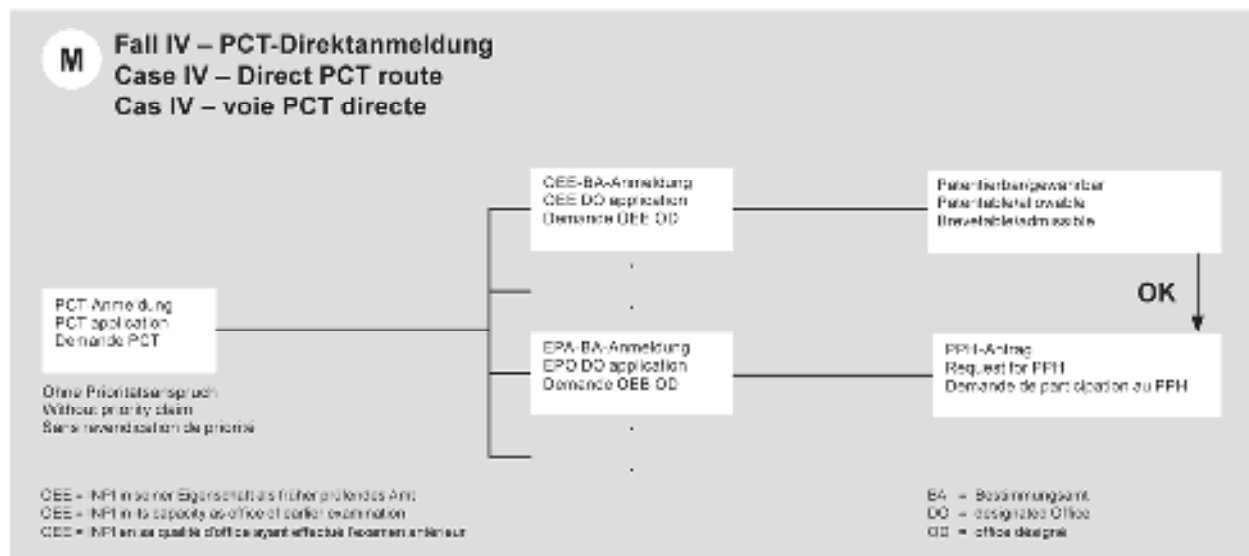 M
Fall IV – PCT-Direktanmeldung
Case IV – Direct PCT route
Cas IV – voie PCT directe
OEE-BA-Anmeldung
OEE DO application
Demande OEE OD
Patentierbar/gewährbar
Patentable/allowable
Brevetable/admissible
OK
PCT-Anmeldung
PCT application
Demande PCT
EPA-BA-Anmeldung
EPO DO application
Demande OEB OD
PPH-Antrag
Request for PPH
Demande de participation au PPH
Ohne Prioritätsanspruch
Without priority claim
Sans revendication de priorité
OEE = INPI in seiner Eigenschaft als früher prüfendes Amt
OEE = INPI in its capacity as office of earlier examination
OEE = INPI en sa qualité d'office ayant effectué l'examen antérieur
BA = Bestimmungsamt
DO = designated Office
OD = office désigné